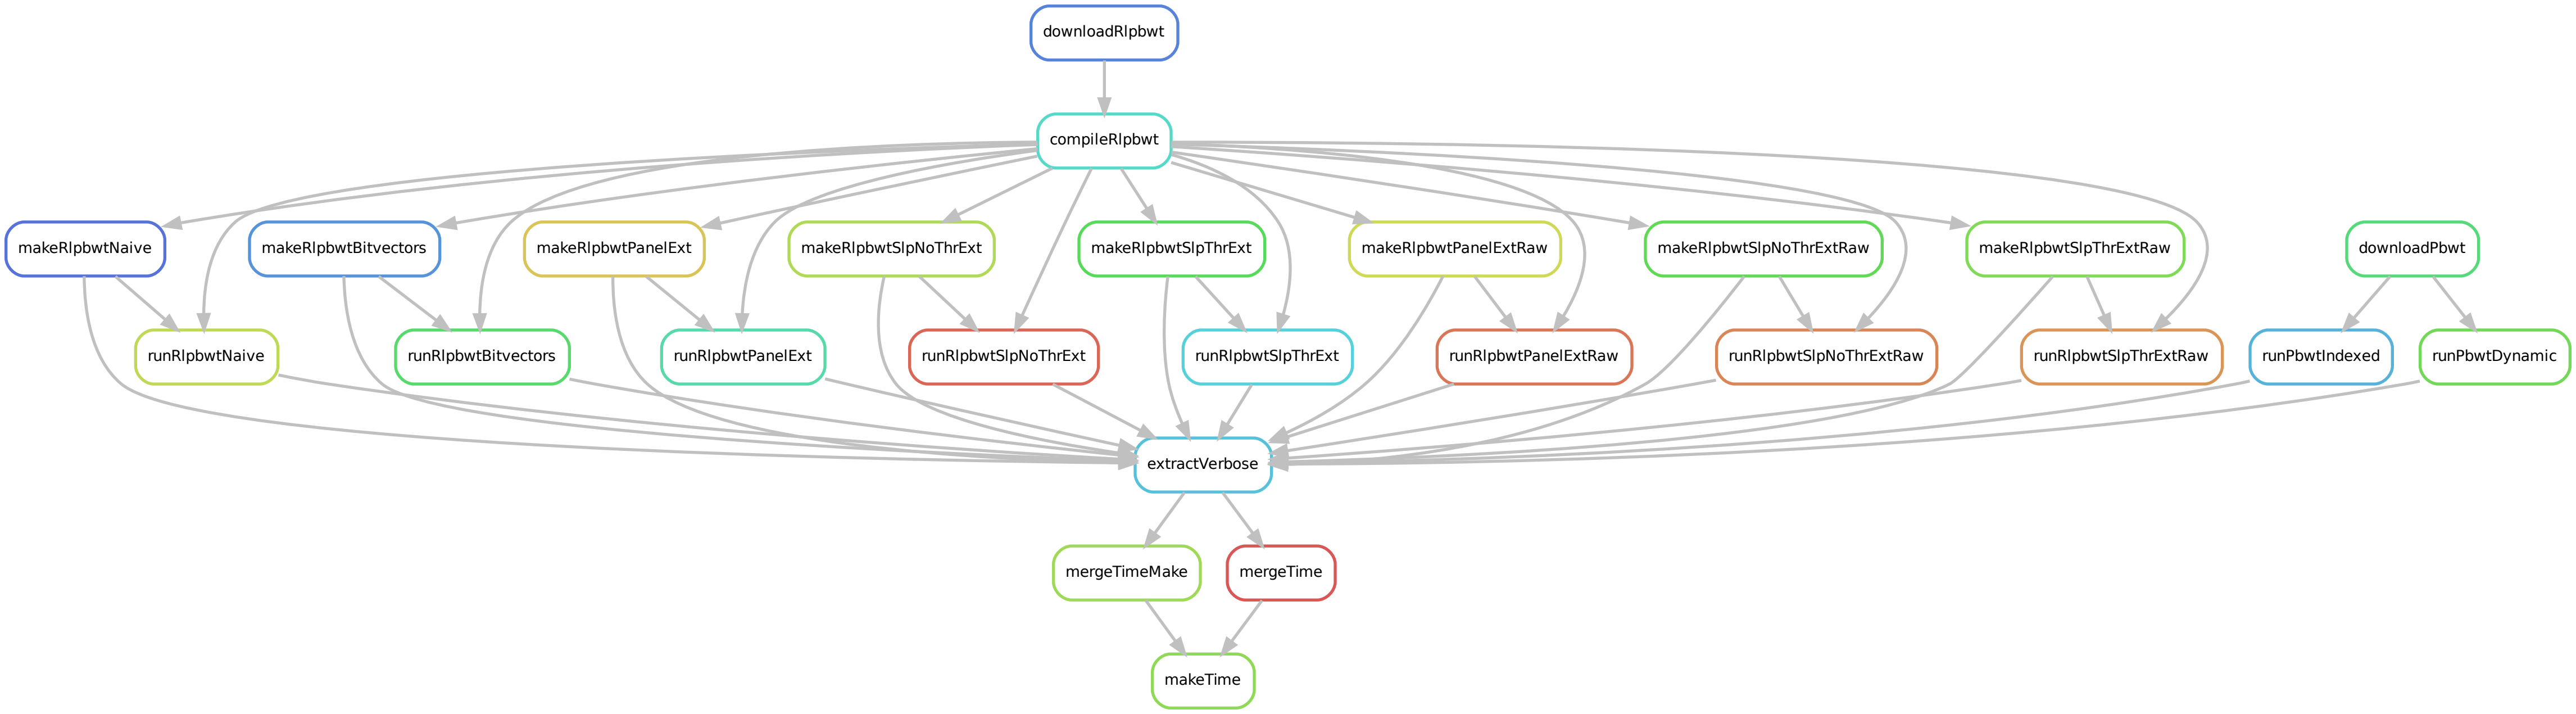 downloadRlpbwt
compileRlpbwt
makeRlpbwtNaive
makeRlpbwtBitvectors
makeRlpbwtPanelExt
makeRlpbwtSlpNoThrExt
makeRlpbwtSlpThrExt
makeRlpbwtPanelExtRaw
makeRlpbwtSlpNoThrExtRaw
makeRlpbwtSlpThrExtRaw
downloadPbwt
runRlpbwtNaive
runRlpbwtBitvectors
runRlpbwtPanelExt
runRlpbwtSlpNoThrExt
runRlpbwtSlpThrExt
runRlpbwtPanelExtRaw
runRlpbwtSlpNoThrExtRaw
runRlpbwtSlpThrExtRaw
runPbwtIndexed
runPbwtDynamic
extractVerbose
mergeTimeMake
mergeTime
makeTime